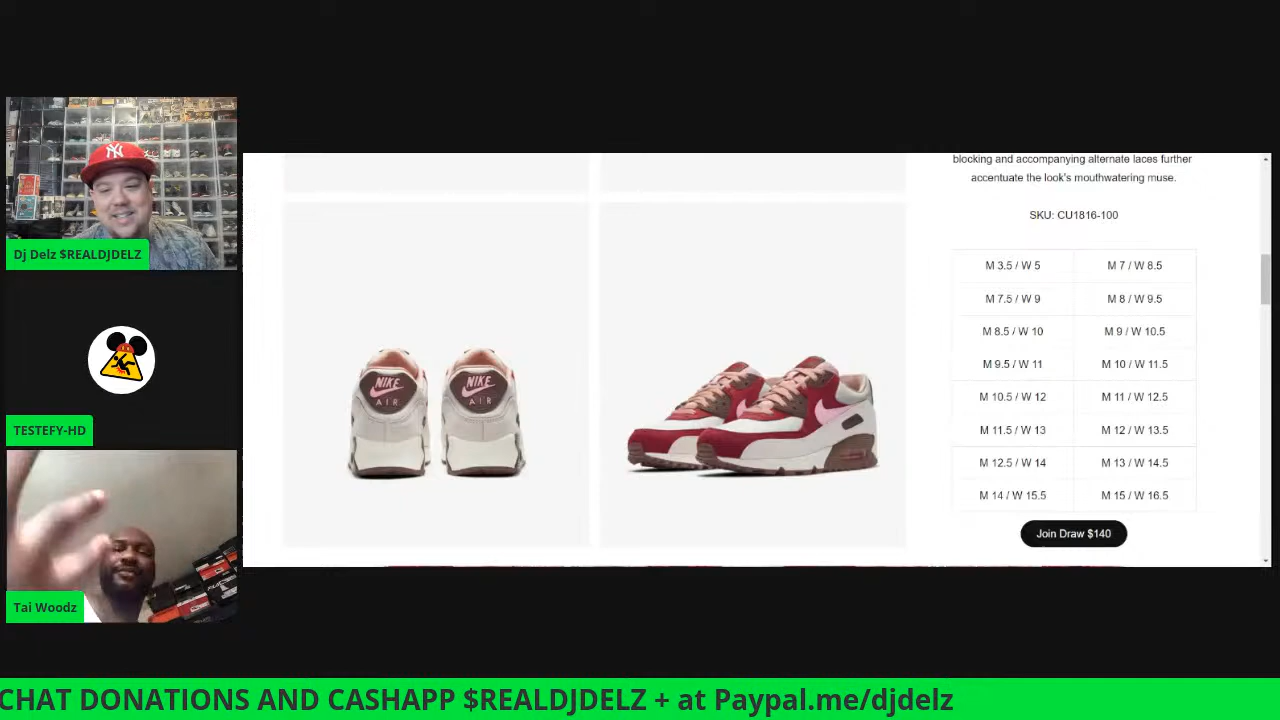 Dj Delz $REALDJDELZ
TESTEFY-HD
Tai Woodz
blocking and accompanying alternate laces further
accentuate the look's mouthwatering muse.
SKU: CU1816-100
M 3.5 / W 5
M 7 / W 8.5
M 7.5 / W 9
M 8 / W 9.5
M 8.5 / W 10
M 9 / W 10.5
M 9.5 / W 11
M 10 / W 11.5
M 10.5 / W 12
M 11 / W 12.5
M 11.5 / W 13
M 12 / W 13.5
M 12.5 / W 14
M 13 / W 14.5
M 14 / W 15.5
M 15 / W 16.5
Join Draw $140
NIKE
AIR
NIKE
AIR
CHAT DONATIONS AND CASHAPP $REALDJDELZ + at Paypal.me/djdelz